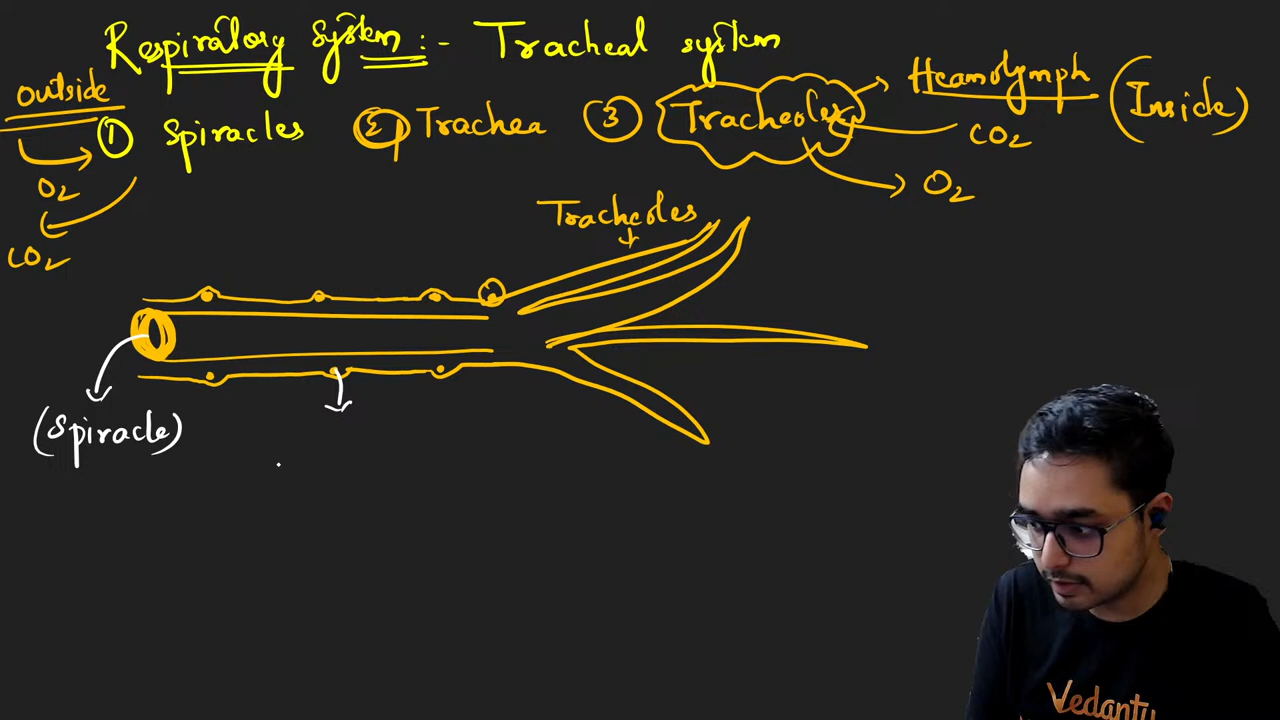 Respiratory system :- Tracheal system
outside
① Spiracles ② Trachea ③ Tracheoles Heamolymph (Inside)
O₂
CO₂
CO₂
O₂
Tracheoles
(Spiracle)
Vedantu